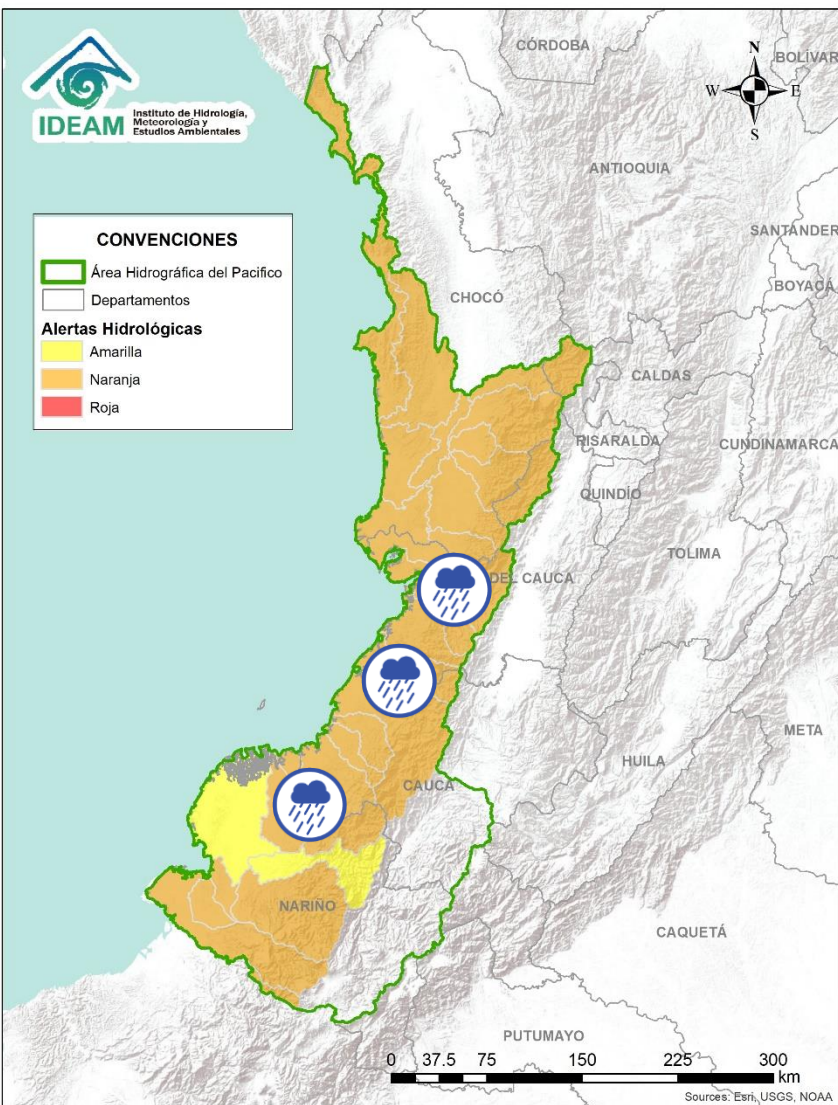 IDEAM
Instituto de Hidrología,
Meteorología y
Estudios Ambientales
CÓRDOBA
BOLÍVAR
N
W
E
S
ANTIOQUIA
SANTANDER
BOYACÁ
CONVENCIONES
Área Hidrográfica del Pacifico
Departamentos
Alertas Hidrológicas
Amarilla
Naranja
Roja
CHOCÓ
CALDAS
RISARALDA
CUNDINAMARCA
QUINDÍO
TOLIMA
DEL CAUCA
META
HUILA
CAUCA
NARIÑO
CAQUETÁ
PUTUMAYO
0 37.5 75 150 225 300
km
Sources: Esri, USGS, NOAA